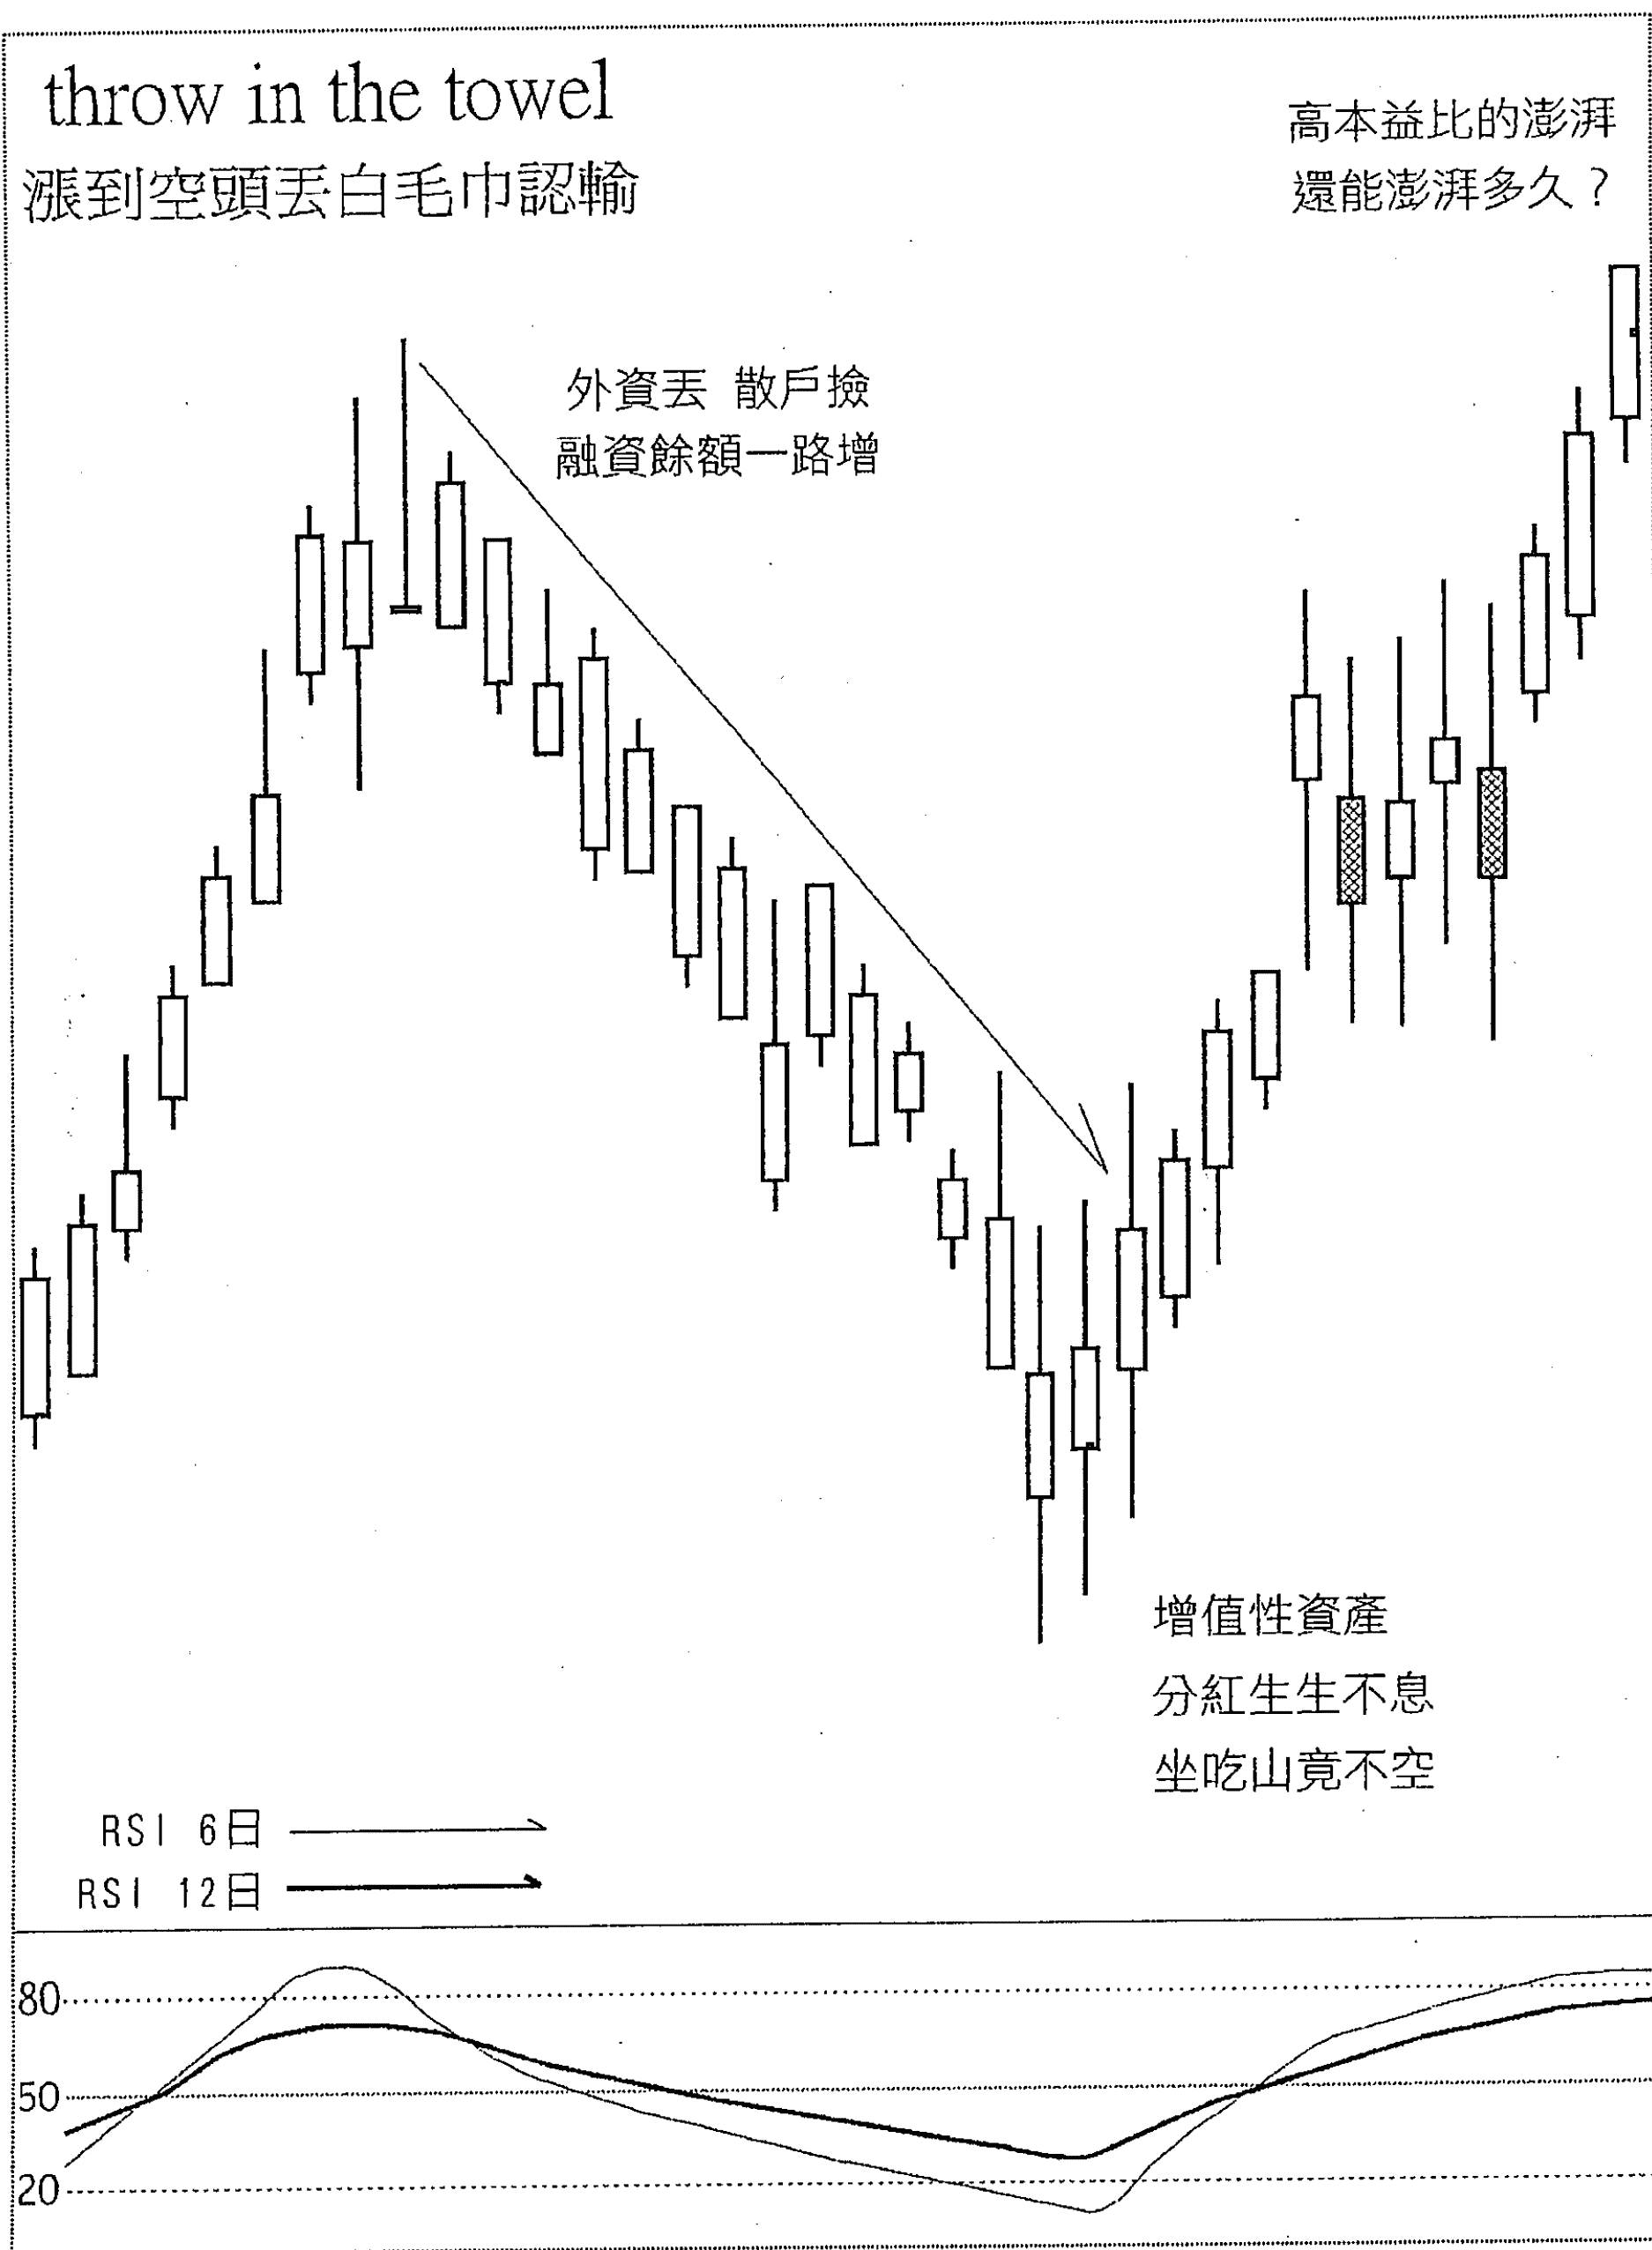 throw in the towel
漲到空頭丟白毛巾認輸
高本益比的澎湃
還能澎湃多久？
外資丟 散戶撿
融資餘額一路增
增值性資產
分紅生生不息
坐吃山竟不空
RSI 6日
RSI 12日
80
50
20